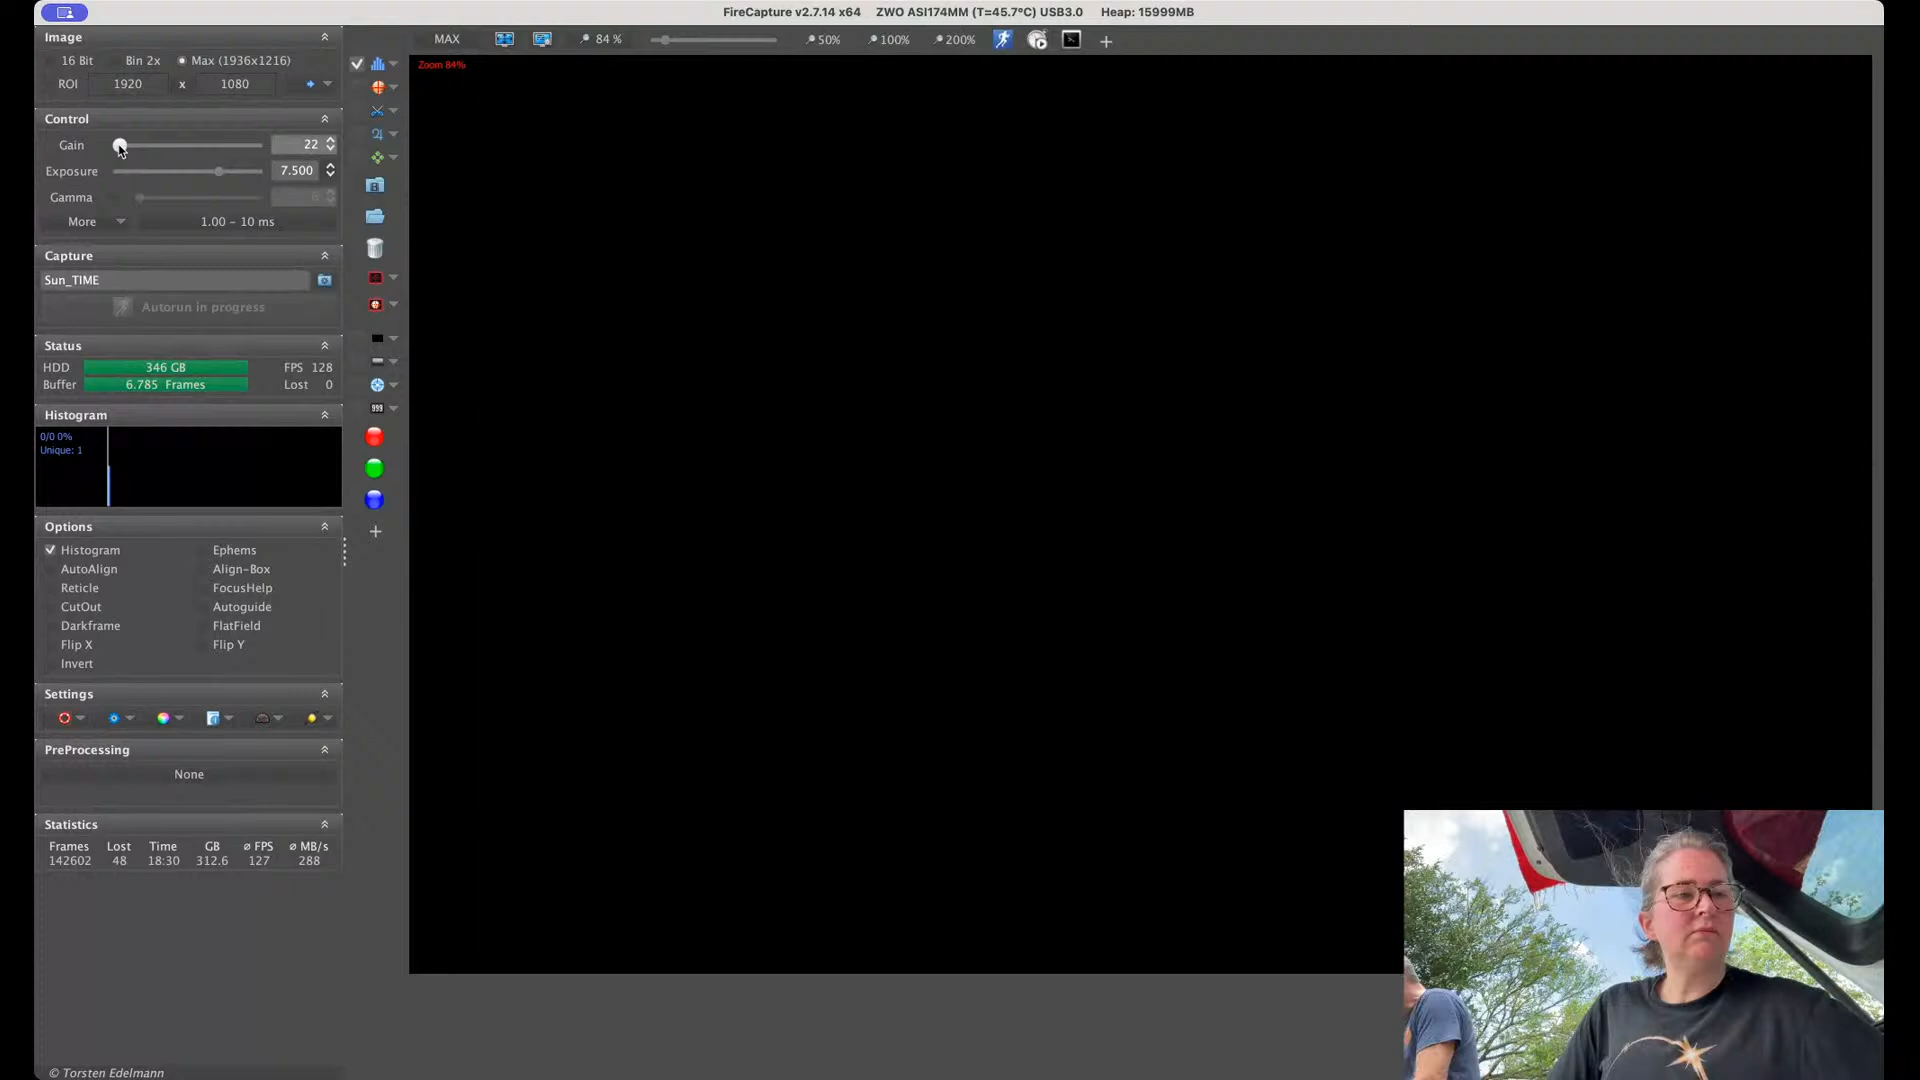 FireCapture v2.7.14 x64 ZWO ASI174MM (T=45.7°C) USB3.0 Heap: 15999MB
Image
MAX 84 % 50% 100% 200%
16 Bit Bin 2x Max (1936x1216)
Zoom 84%
ROI 1920 x 1080
Control
Gain 22
Exposure 7.500
Gamma
More 1.00 - 10 ms
Capture
Sun_TIME
Autorun in progress
Status
HDD 346 GB FPS 128
Buffer 6.785 Frames Lost 0
999
Histogram
0/0 0%
Unique: 1
Options
Histogram Ephems
AutoAlign Align-Box
Reticle FocusHelp
CutOut Autoguide
Darkframe FlatField
Flip X Flip Y
Invert
Settings
PreProcessing
None
Statistics
Frames Lost Time GB ø FPS ø MB/s
142602 48 18:30 312.6 127 288
© Torsten Edelmann